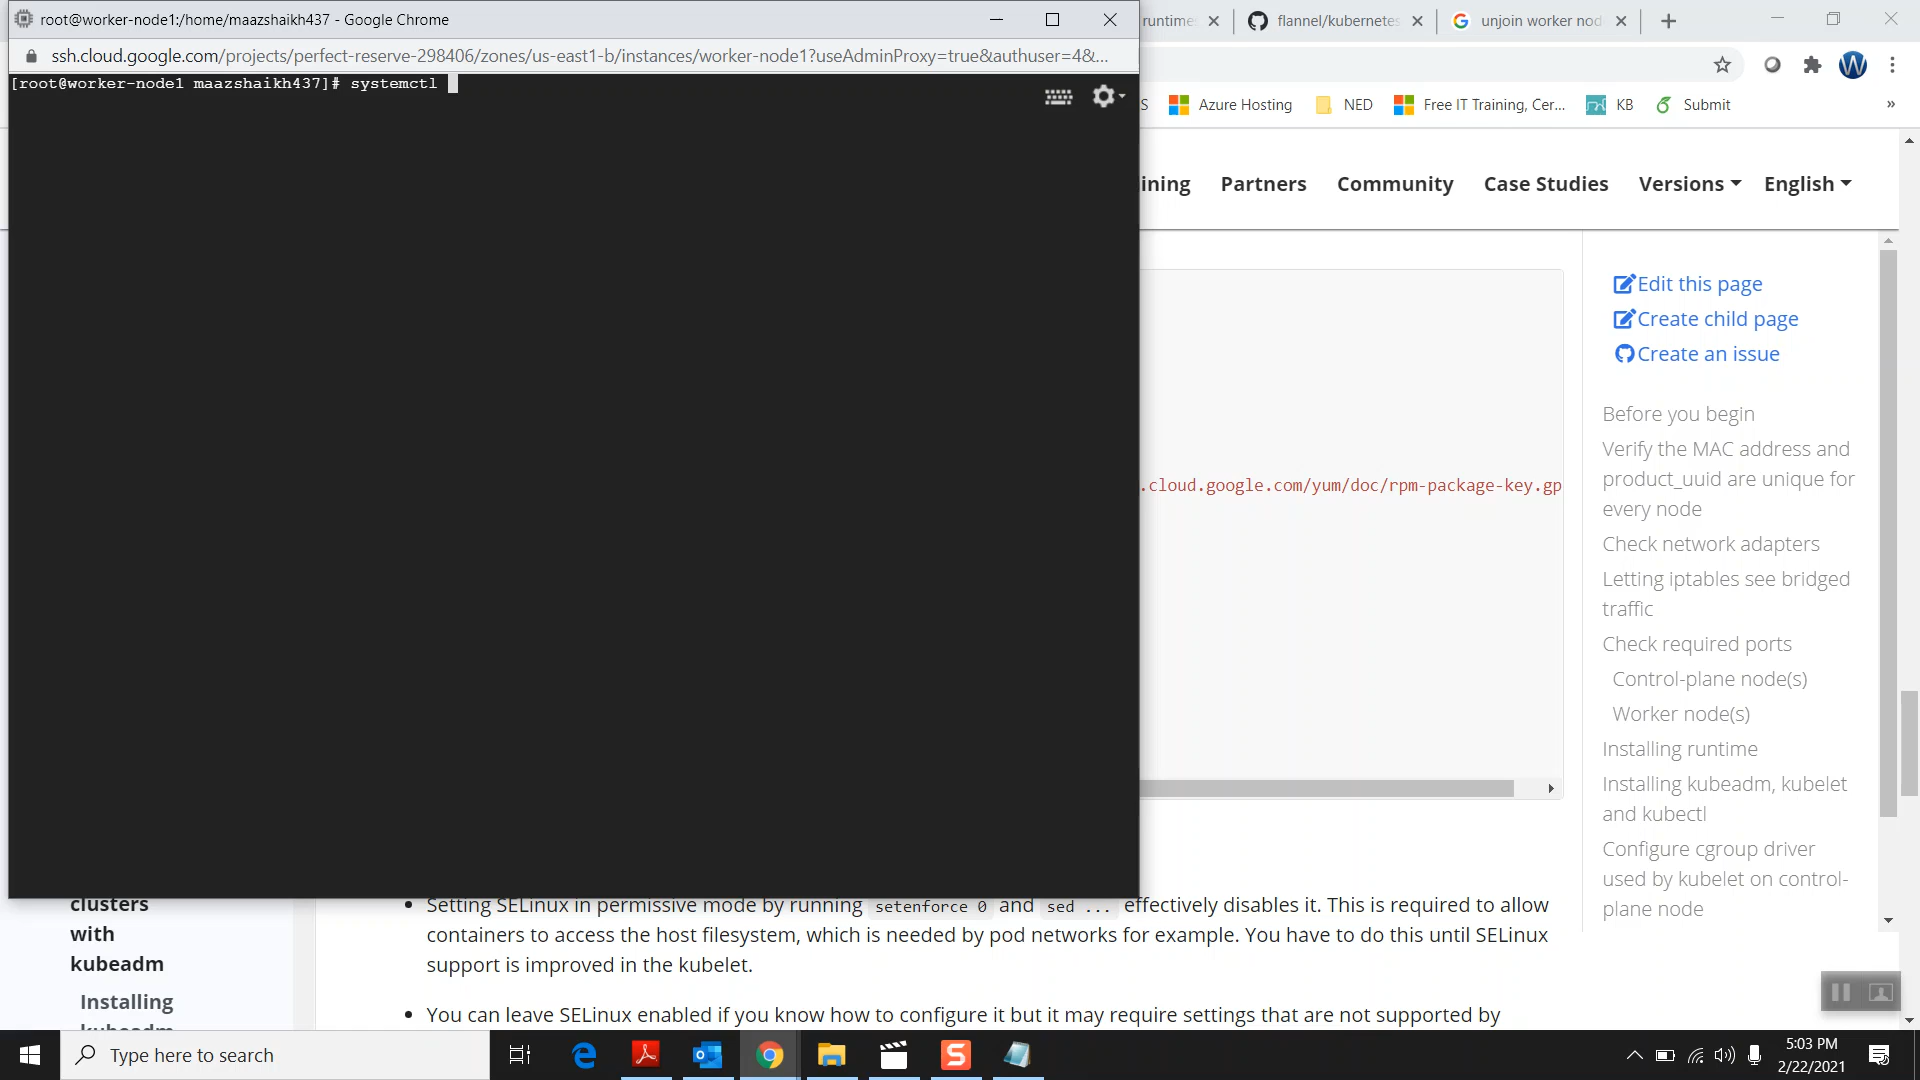 root@worker-node1:/home/maazshaikh437 - Google Chrome
ssh.cloud.google.com/projects/perfect-reserve-298406/zones/us-east1-b/instances/worker-node1?useAdminProxy=true&authuser=4&...
[root@worker-node1 maazshaikh437]# systemctl
runtime
flannel/kubernetes
unjoin worker nod
W
S
Azure Hosting
NED
Free IT Training, Cer...
KB
Submit
»
ining
Partners
Community
Case Studies
Versions
English
.cloud.google.com/yum/doc/rpm-package-key.gp
Edit this page
Create child page
Create an issue
Before you begin
Verify the MAC address and
product_uuid are unique for
every node
Check network adapters
Letting iptables see bridged
traffic
Check required ports
Control-plane node(s)
Worker node(s)
Installing runtime
Installing kubeadm, kubelet
and kubectl
Configure cgroup driver
used by kubelet on control-
plane node
clusters
with
kubeadm
Installing
kubeadm
• Setting SELinux in permissive mode by running setenforce 0 and sed ... effectively disables it. This is required to allow
containers to access the host filesystem, which is needed by pod networks for example. You have to do this until SELinux
support is improved in the kubelet.
• You can leave SELinux enabled if you know how to configure it but it may require settings that are not supported by
Type here to search
5:03 PM
2/22/2021